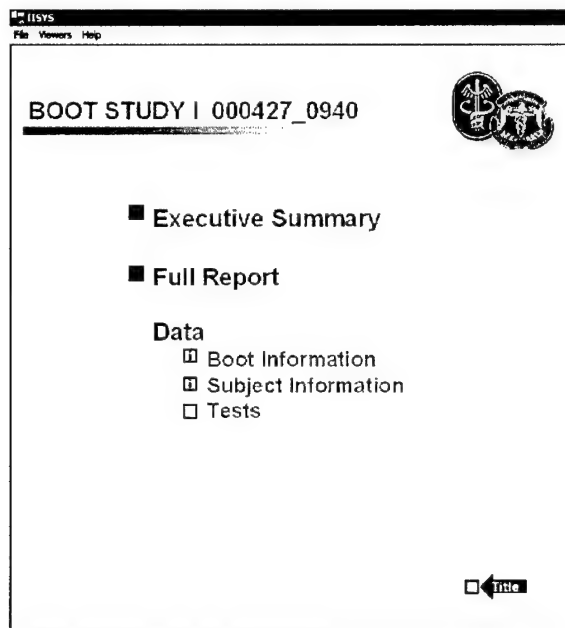 IISYS
File Viewers Help
BOOT STUDY I 000427_0940
Executive Summary
Full Report
Data
Boot Information
Subject Information
Tests
Title